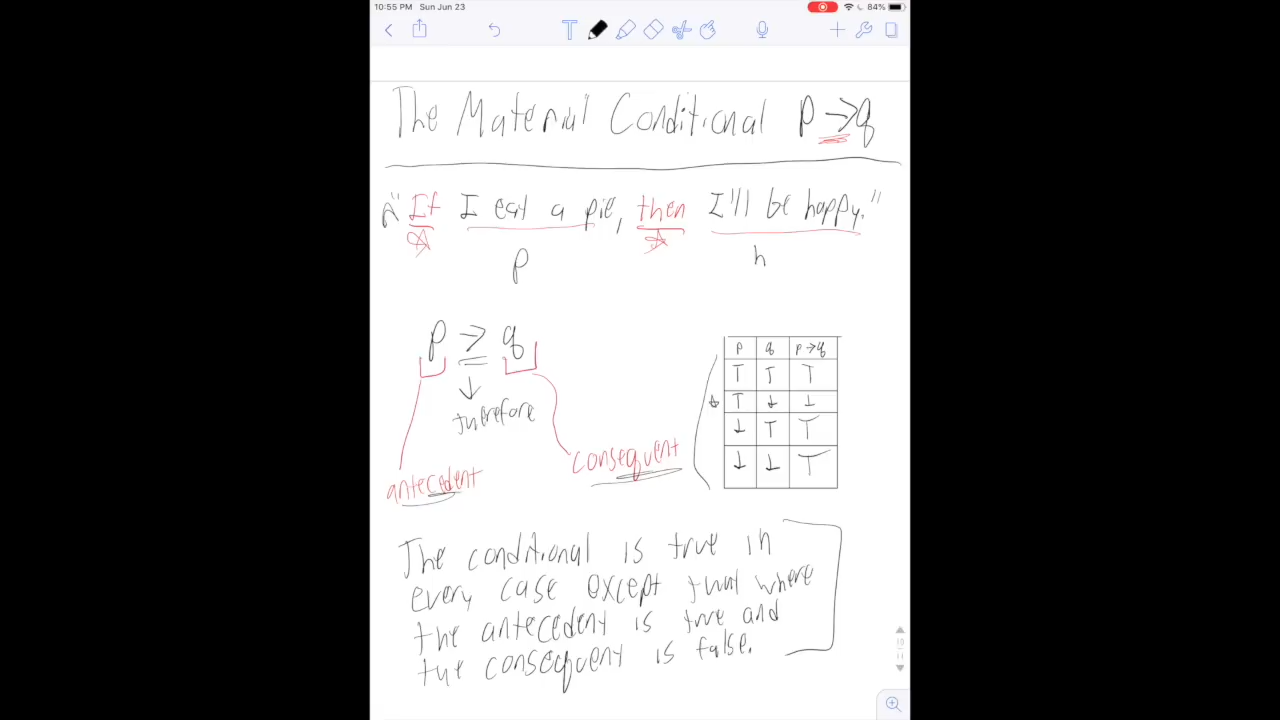 10:55 PM Sun Jun 23 84%
The Material Conditional p → q
"If I eat a pie, then I'll be happy."
p h
p → q
therefore
antecedent
consequent
p q p→q
T T T
T ⊥ ⊥
⊥ T T
⊥ ⊥ T
The conditional is true in
every case except that where
the antecedent is true and
the consequent is false.